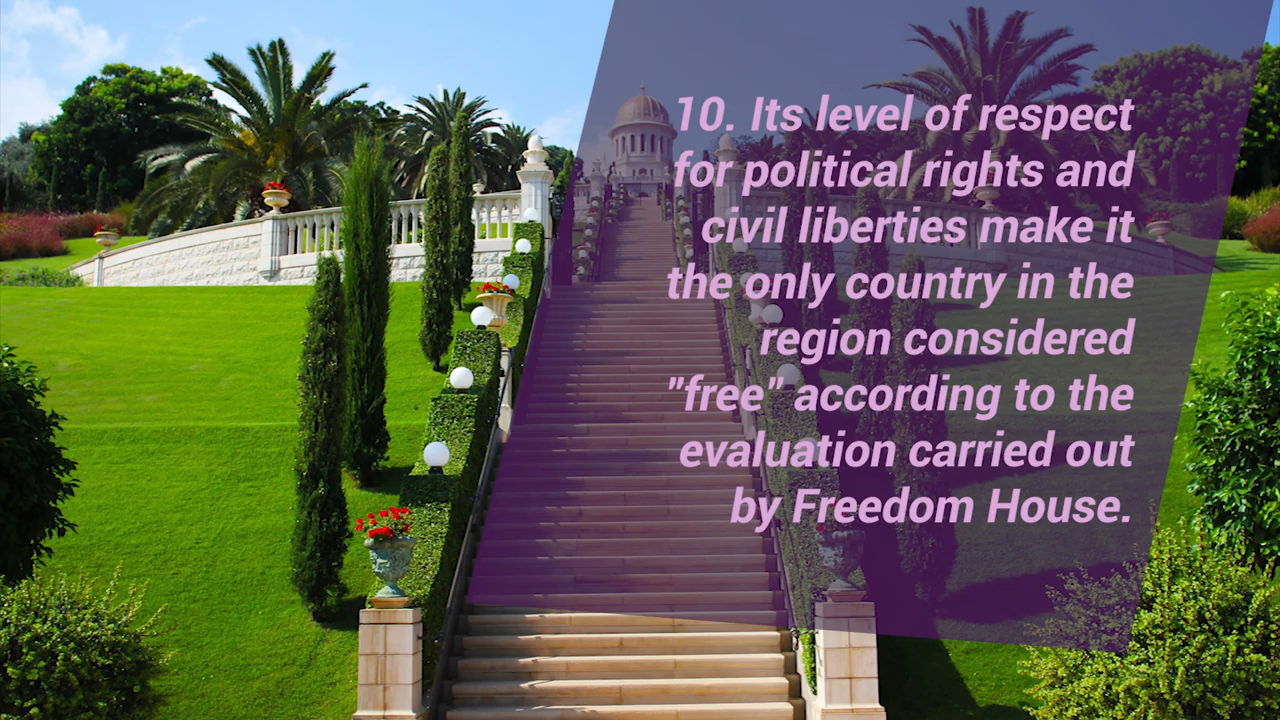 10. Its level of respect
for political rights and
civil liberties make it
the only country in the
region considered
"free" according to the
evaluation carried out
by Freedom House.